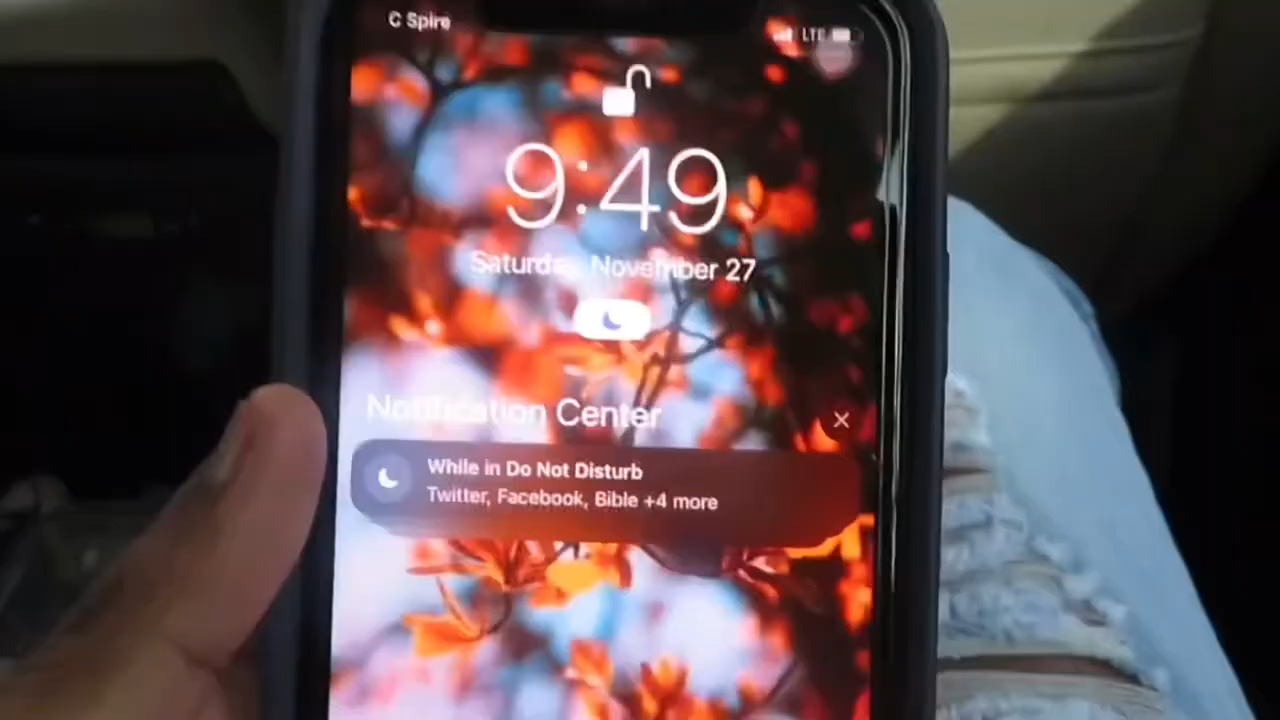 C Spire
LTE
9:49
Saturday, November 27
Notification Center
While in Do Not Disturb
Twitter, Facebook, Bible +4 more